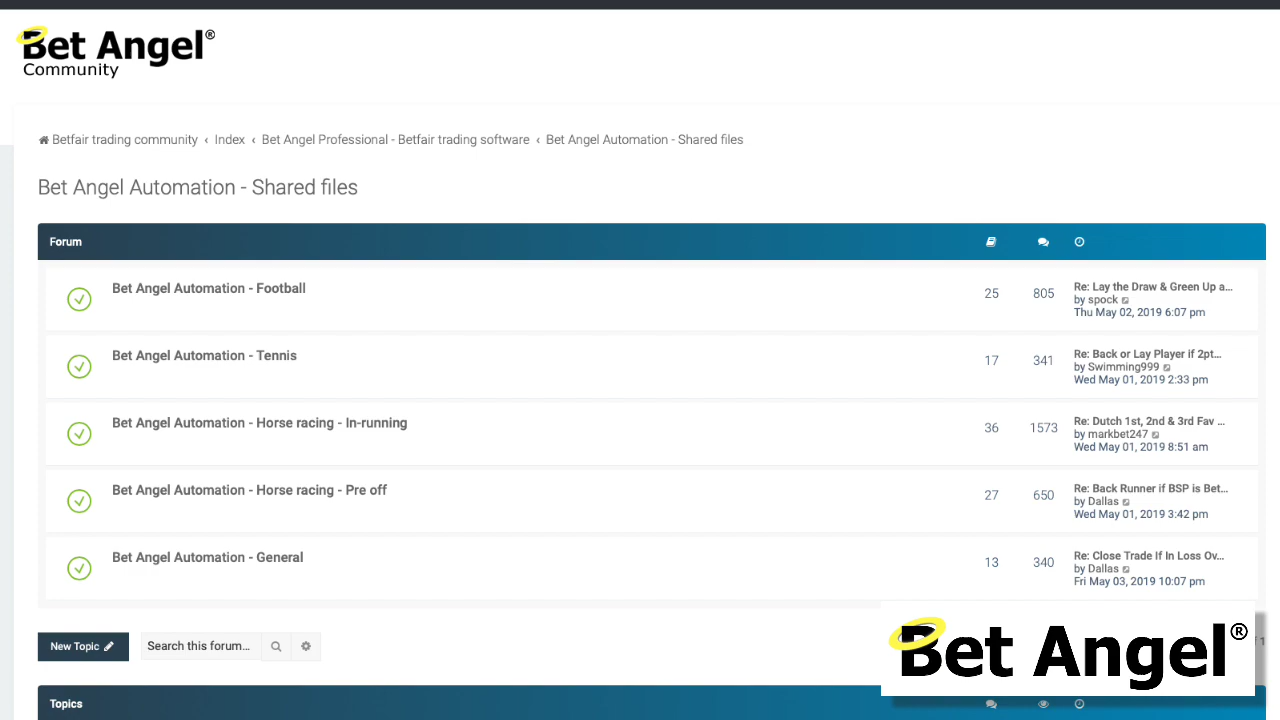 Bet Angel®
Community
Betfair trading community ‹ Index ‹ Bet Angel Professional - Betfair trading software ‹ Bet Angel Automation - Shared files
Bet Angel Automation - Shared files
Forum
Bet Angel Automation - Football
25
805
Re: Lay the Draw & Green Up a...
by spock
Thu May 02, 2019 6:07 pm
Bet Angel Automation - Tennis
17
341
Re: Back or Lay Player if 2pt...
by Swimming999
Wed May 01, 2019 2:33 pm
Bet Angel Automation - Horse racing - In-running
36
1573
Re: Dutch 1st, 2nd & 3rd Fav ...
by markbet247
Wed May 01, 2019 8:51 am
Bet Angel Automation - Horse racing - Pre off
27
650
Re: Back Runner if BSP is Bet...
by Dallas
Wed May 01, 2019 3:42 pm
Bet Angel Automation - General
13
340
Re: Close Trade If In Loss Ov...
by Dallas
Fri May 03, 2019 10:07 pm
New Topic
Search this forum...
Bet Angel®
Topics